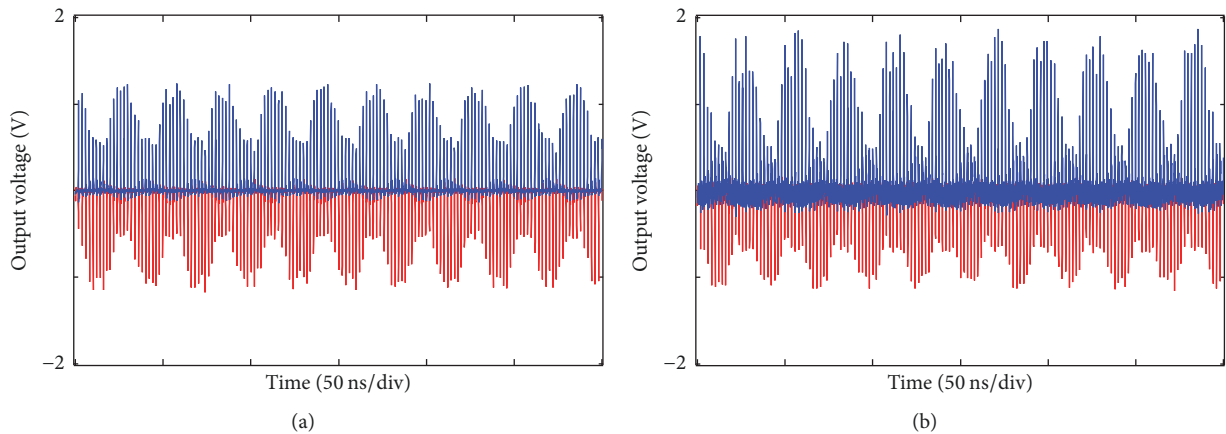 2
Output voltage (V)
−2
Time (50 ns/div)
(a)
2
Output voltage (V)
−2
Time (50 ns/div)
(b)